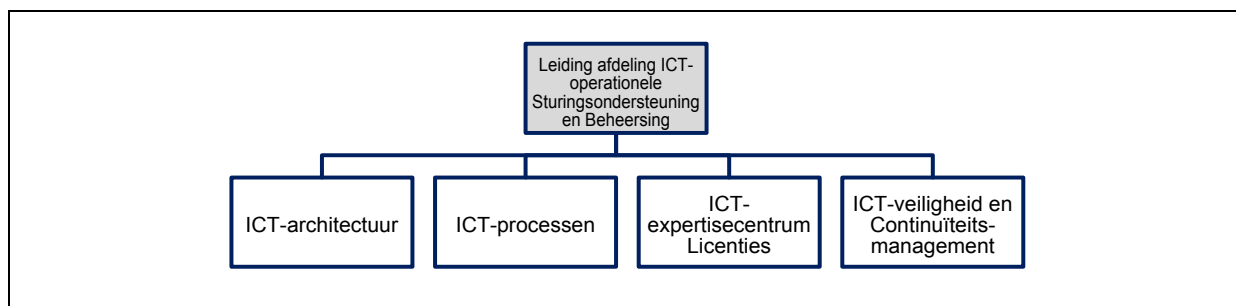 Leiding afdeling ICT-
operationele
Sturingsondersteuning
en Beheersing
ICT-architectuur
ICT-processen
ICT-
expertisecentrum
Licenties
ICT-veiligheid en
Continuïteits-
management